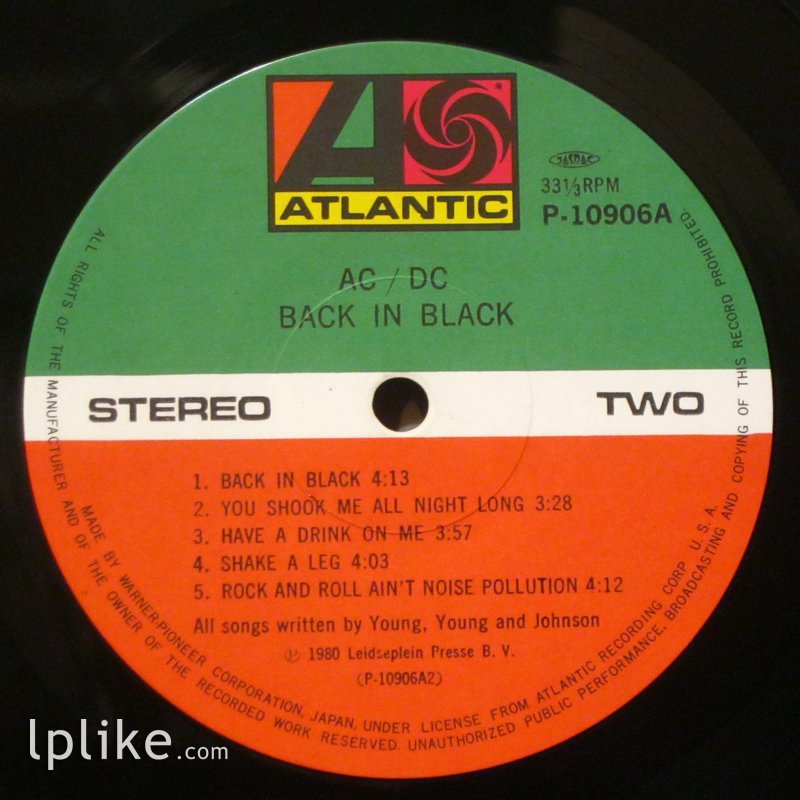 ATLANTIC
JASRAC
33 1/3 RPM
P-10906A
AC / DC
BACK IN BLACK
STEREO
TWO
1. BACK IN BLACK 4:13
2. YOU SHOOK ME ALL NIGHT LONG 3:28
3. HAVE A DRINK ON ME 3:57
4. SHAKE A LEG 4:03
5. ROCK AND ROLL AIN'T NOISE POLLUTION 4:12
All songs written by Young, Young and Johnson
Ⓟ 1980 Leidseplein Presse B. V.
(P-10906A2)
MADE BY WARNER-PIONEER CORPORATION, JAPAN, UNDER LICENSE FROM ATLANTIC RECORDING CORP U. S. A.
ALL RIGHTS OF THE MANUFACTURER AND OF THE OWNER OF THE RECORDED WORK RESERVED. UNAUTHORIZED PUBLIC PERFORMANCE, BROADCASTING AND COPYING OF THIS RECORD PROHIBITED.
lplike.com